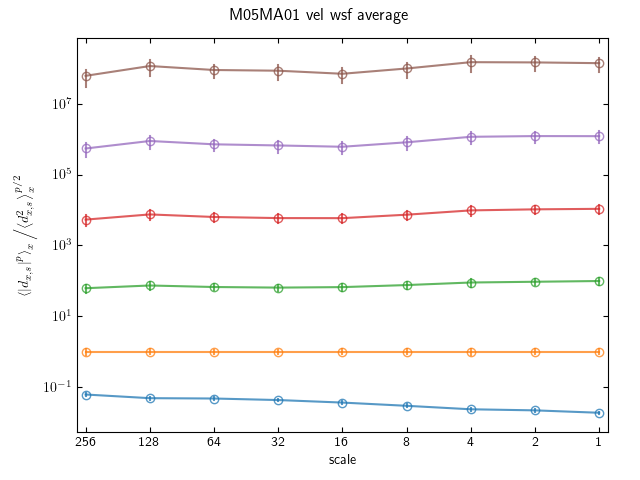 M05MA01 vel wsf average
⟨|d_{x,s}|^p⟩_x / ⟨d_{x,s}^2⟩_x^{p/2}
10^7
10^5
10^3
10^1
10^{-1}
256 128 64 32 16 8 4 2 1
scale